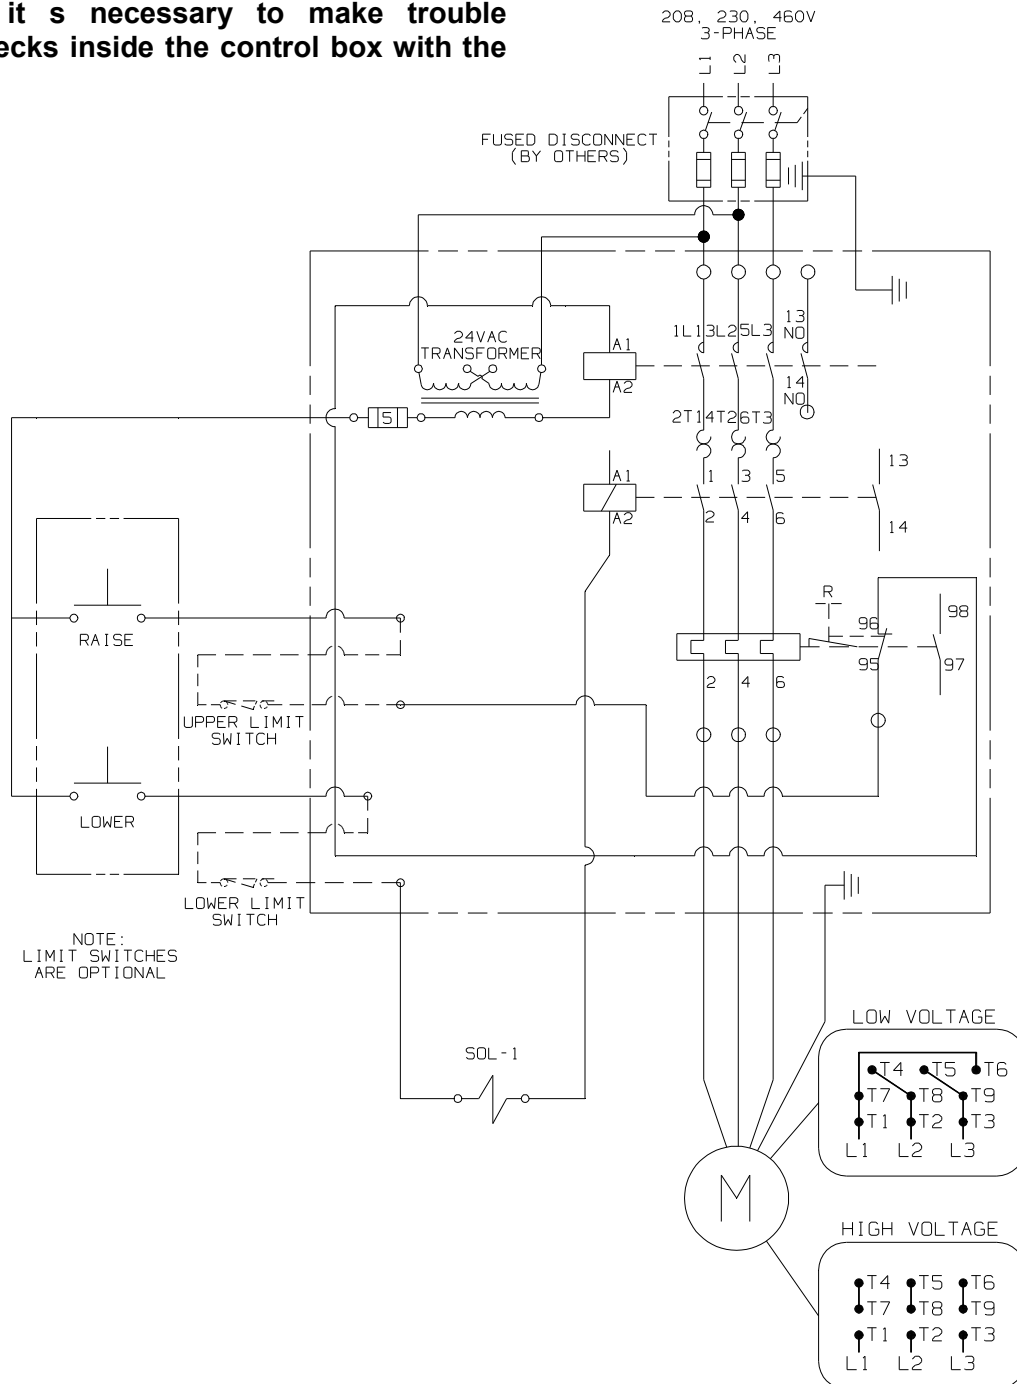 it s necessary to make trouble
ecks inside the control box with the
208, 230, 460V
3-PHASE
L1 L2 L3
FUSED DISCONNECT
(BY OTHERS)
13
NO
1L1 3L2 5L3
24VAC
TRANSFORMER
A1
A2
14
NO
5
2T1 4T2 6T3
A1
A2
1 3 5
2 4 6
13
14
R
96
95
98
97
2 4 6
RAISE
UPPER LIMIT
SWITCH
LOWER
LOWER LIMIT
SWITCH
NOTE:
LIMIT SWITCHES
ARE OPTIONAL
SOL-1
M
LOW VOLTAGE
T4 T5 T6
T7 T8 T9
T1 T2 T3
L1 L2 L3
HIGH VOLTAGE
T4 T5 T6
T7 T8 T9
T1 T2 T3
L1 L2 L3